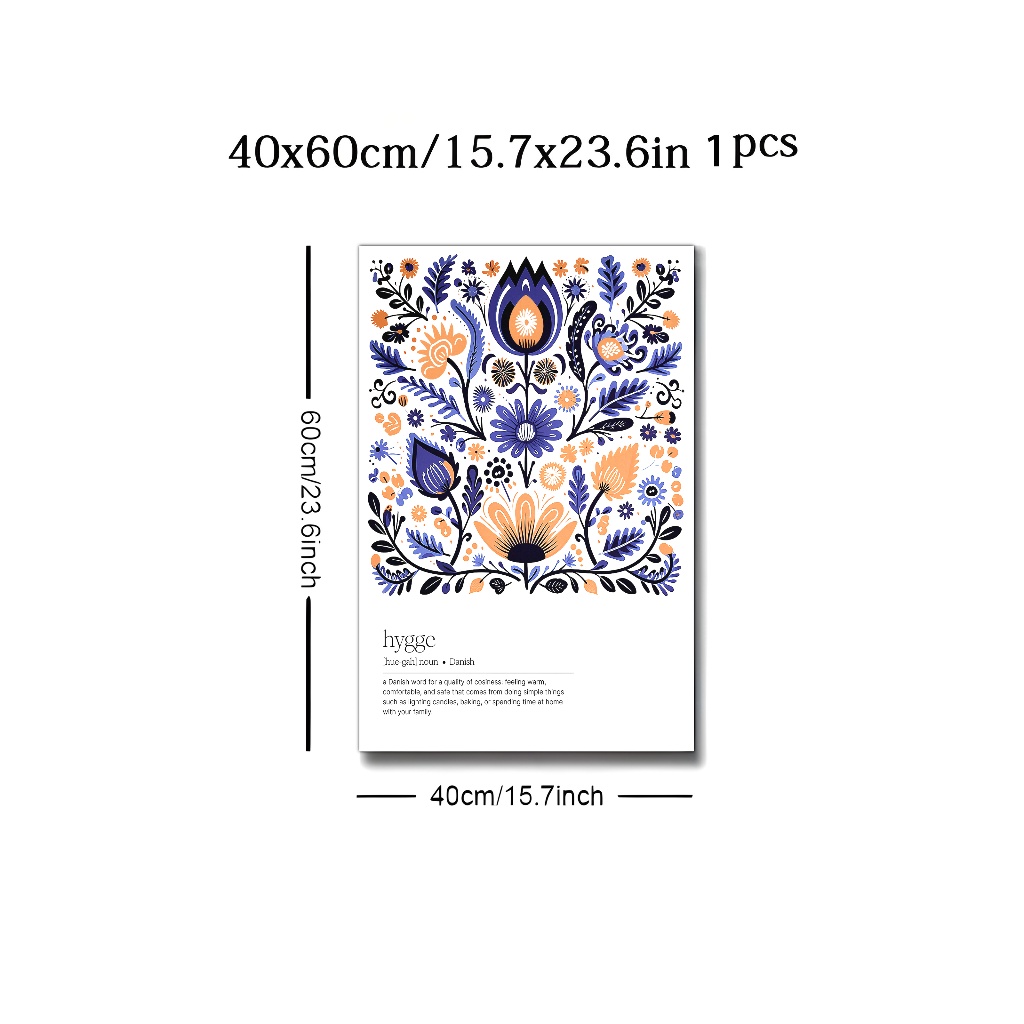 40x60cm/15.7x23.6in 1pcs
60cm/23.6inch
hygge
[hue·gah] noun • Danish
a Danish word for a quality of cosiness: feeling warm,
comfortable, and safe that comes from doing simple things
such as lighting candles, baking, or spending time at home
with your family
40cm/15.7inch